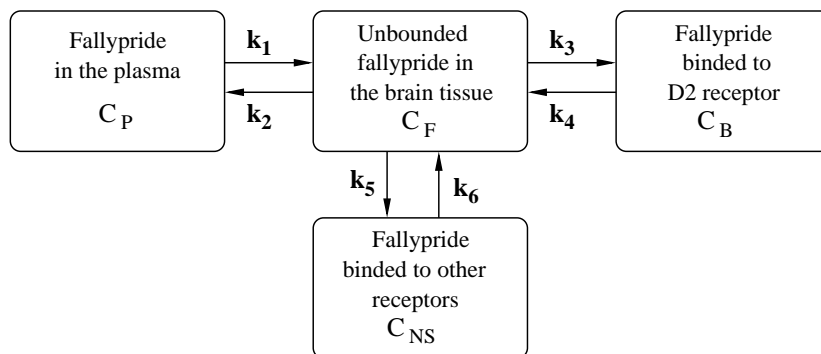 Fallypride
in the plasma
C P
k1
k2
Unbounded
fallypride in
the brain tissue
C F
k3
k4
Fallypride
binded to
D2 receptor
C B
k5
k6
Fallypride
binded to other
receptors
C NS